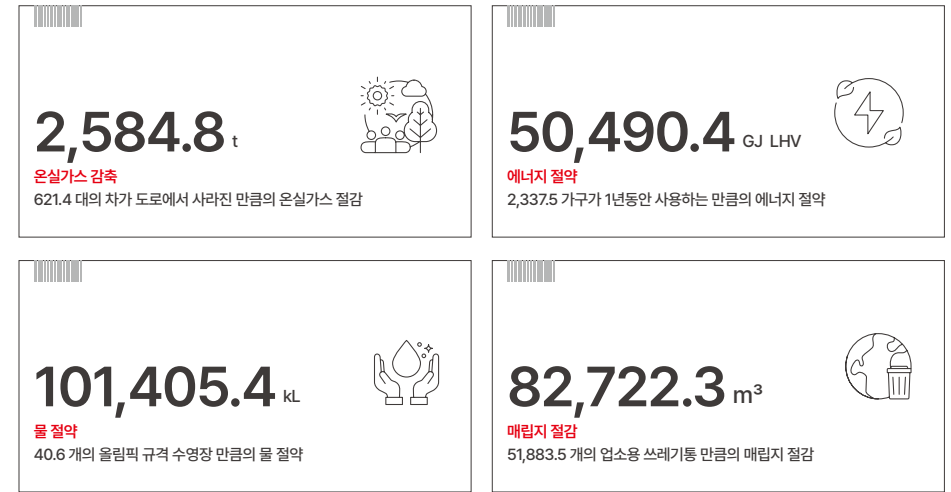 2,584.8 t
온실가스 감축
621.4 대의 차가 도로에서 사라진 만큼의 온실가스 절감
50,490.4 GJ LHV
에너지 절약
2,337.5 가구가 1년동안 사용하는 만큼의 에너지 절약
101,405.4 kL
물 절약
40.6 개의 올림픽 규격 수영장 만큼의 물 절약
82,722.3 m³
매립지 절감
51,883.5 개의 업소용 쓰레기통 만큼의 매립지 절감